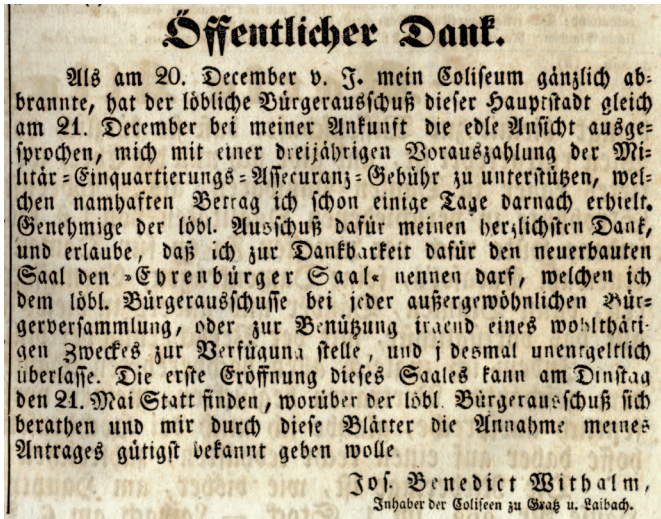 Öffentlicher Dank.
Als am 20. December v. J. mein Coliseum gänzlich ab-
brannte, hat der löbliche Bürgerausschuß dieser Hauptstadt gleich
am 21. December bei meiner Ankunft die edle Ansicht ausge-
sprochen, mich mit einer dreijährigen Vorauszahlung der Mi-
litär-Einquartierungs-Assecuranz-Gebühr zu unterstützen, wel-
chen namhaften Betrag ich schon einige Tage darnach erhielt.
Genehmige der löbl. Ausschuß dafür meinen herzlichsten Dank,
und erlaube, daß ich zur Dankbarkeit dafür den neuerbauten
Saal den »Ehrenbürger Saal« nennen darf, welchen ich
dem löbl. Bürgerausschusse bei jeder außergewöhnlichen Bür-
gerversammlung, oder zur Benützung irgend eines wohlthäti-
gen Zweckes zur Verfügung stelle, und jedesmal unentgeltlich
überlasse. Die erste Eröffnung dieses Saales kann am Dinstag
den 21. Mai Statt finden, worüber der löbl. Bürgerausschuß sich
berathen und mir durch diese Blätter die Annahme meines
Antrages gütigst bekannt geben wolle.
Jos. Benedict Withalm,
Inhaber der Coliseen zu Gratz u. Laibach.